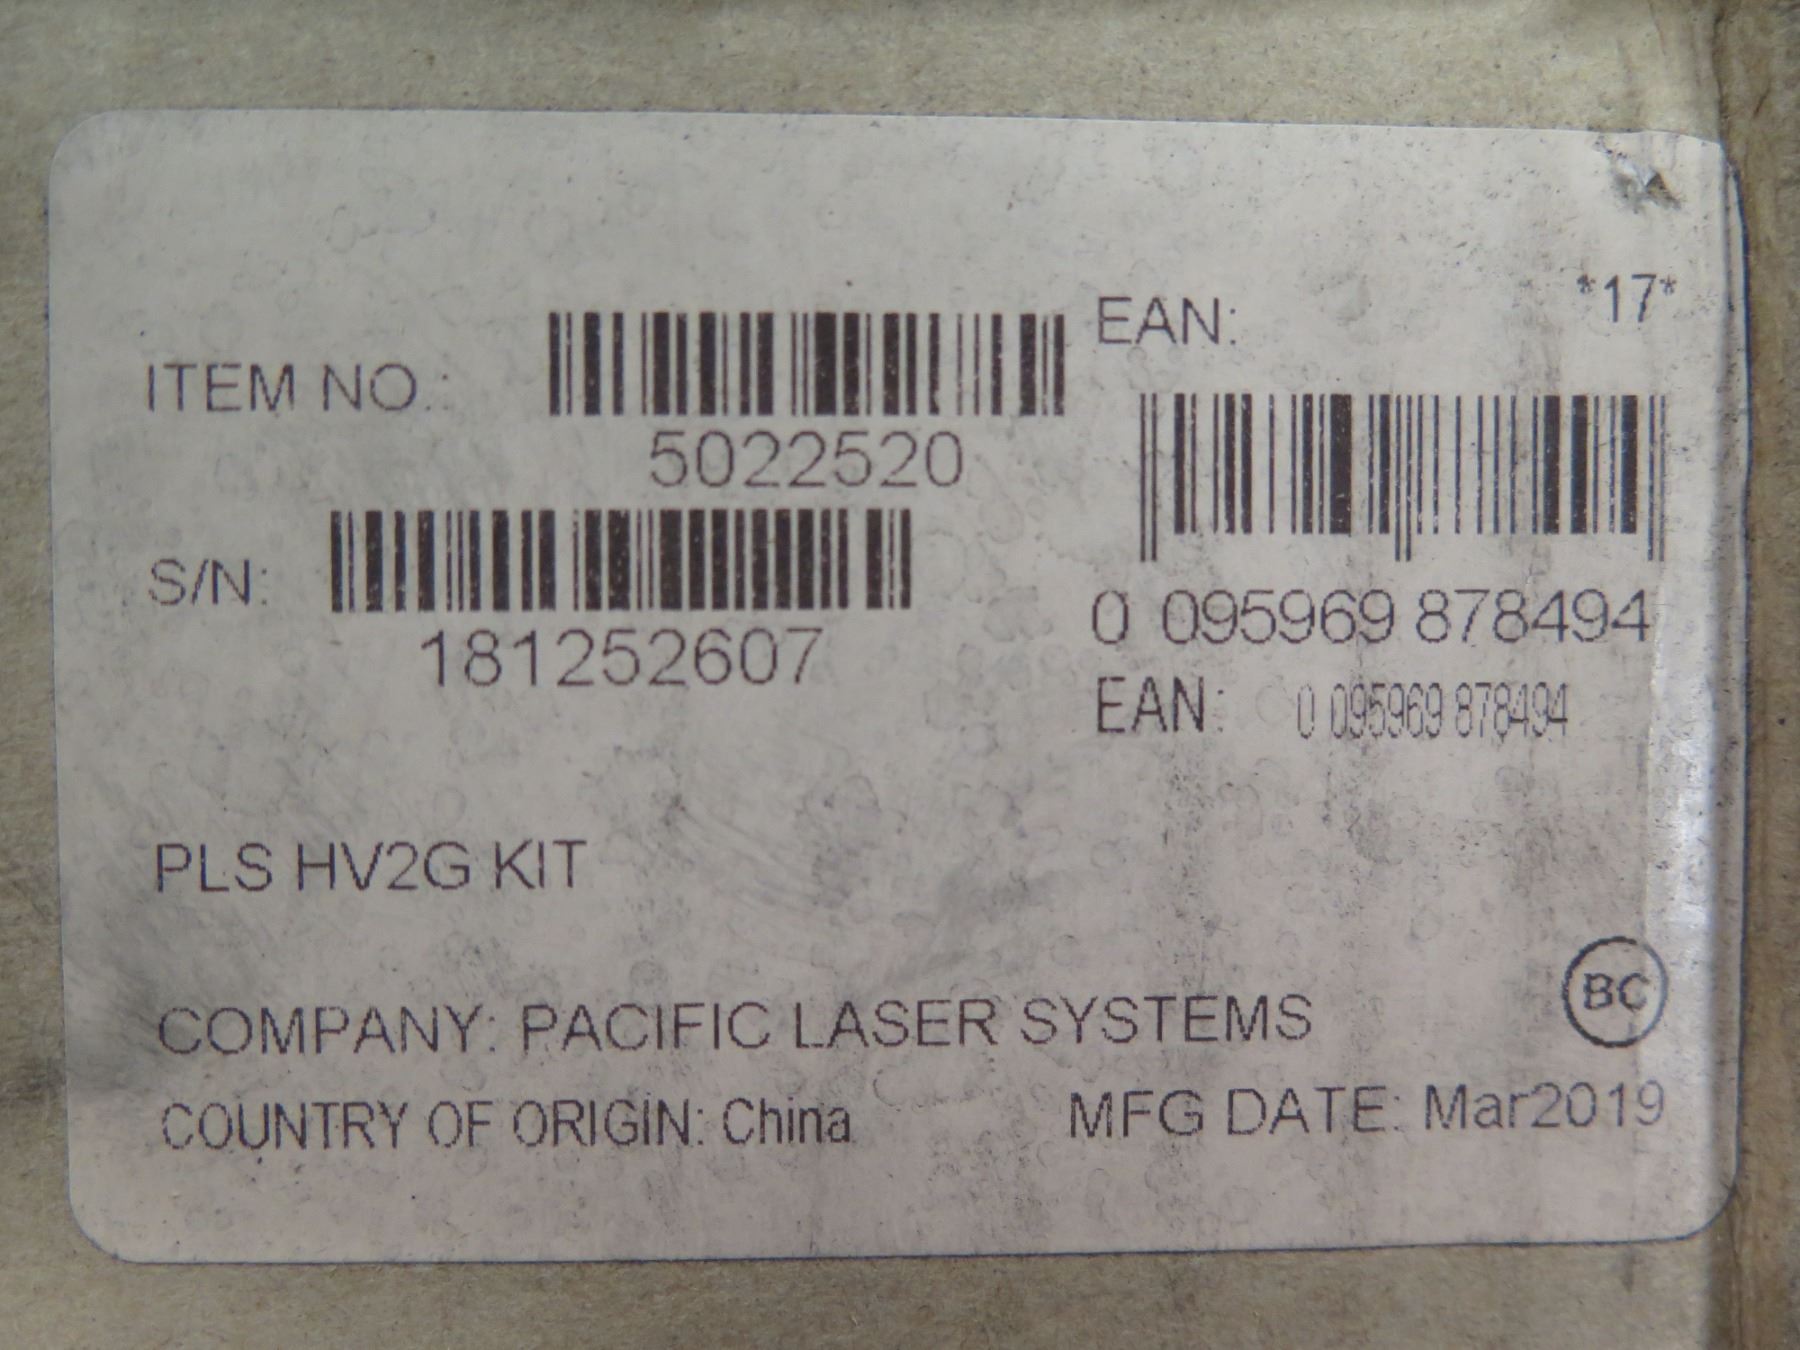 *17*
ITEM NO.:
5022520
EAN:
0 095969 878494
S/N:
181252607
EAN: 0 095969 878494
PLS HV2G KIT
BC
COMPANY: PACIFIC LASER SYSTEMS
COUNTRY OF ORIGIN: China
MFG DATE: Mar2019